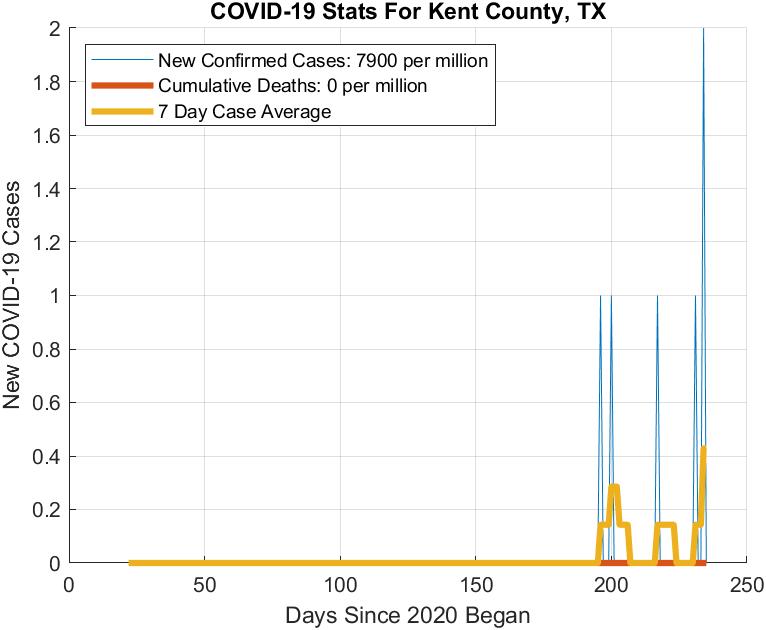 COVID-19 Stats For Kent County, TX
New Confirmed Cases: 7900 per million
Cumulative Deaths: 0 per million
7 Day Case Average
New COVID-19 Cases
2
1.8
1.6
1.4
1.2
1
0.8
0.6
0.4
0.2
0
0 50 100 150 200 250
Days Since 2020 Began